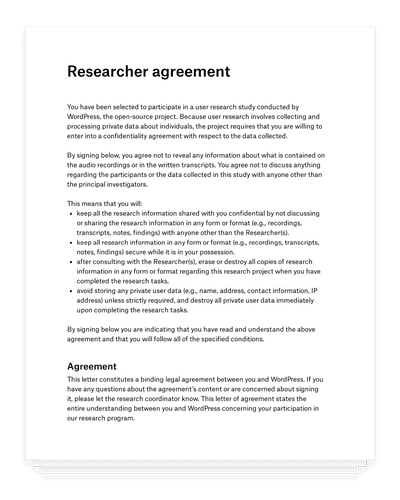 Researcher agreement
You have been selected to participate in a user research study conducted by
WordPress, the open-source project. Because user research involves collecting and
processing private data about individuals, the project requires that you are willing to
enter into a confidentiality agreement with respect to the data collected.
By signing below, you agree not to reveal any information about what is contained on
the audio recordings or in the written transcripts. You agree not to discuss anything
regarding the participants or the data collected in this study with anyone other than
the principal investigators.
This means that you will:
• keep all the research information shared with you confidential by not discussing
or sharing the research information in any form or format (e.g., recordings,
transcripts, notes, findings) with anyone other than the Researcher(s).
• keep all research information in any form or format (e.g., recordings, transcripts,
notes, findings) secure while it is in your possession.
• after consulting with the Researcher(s), erase or destroy all copies of research
information in any form or format regarding this research project when you have
completed the research tasks.
• avoid storing any private user data (e.g., name, address, contact information, IP
address) unless strictly required, and destroy all private user data immediately
upon completing the research tasks.
By signing below you are indicating that you have read and understand the above
agreement and that you will follow all of the specified conditions.
Agreement
This letter constitutes a binding legal agreement between you and WordPress. If you
have any questions about the agreement's content or are concerned about signing
it, please let the research coordinator know. This letter of agreement states the
entire understanding between you and WordPress concerning your participation in
our research program.